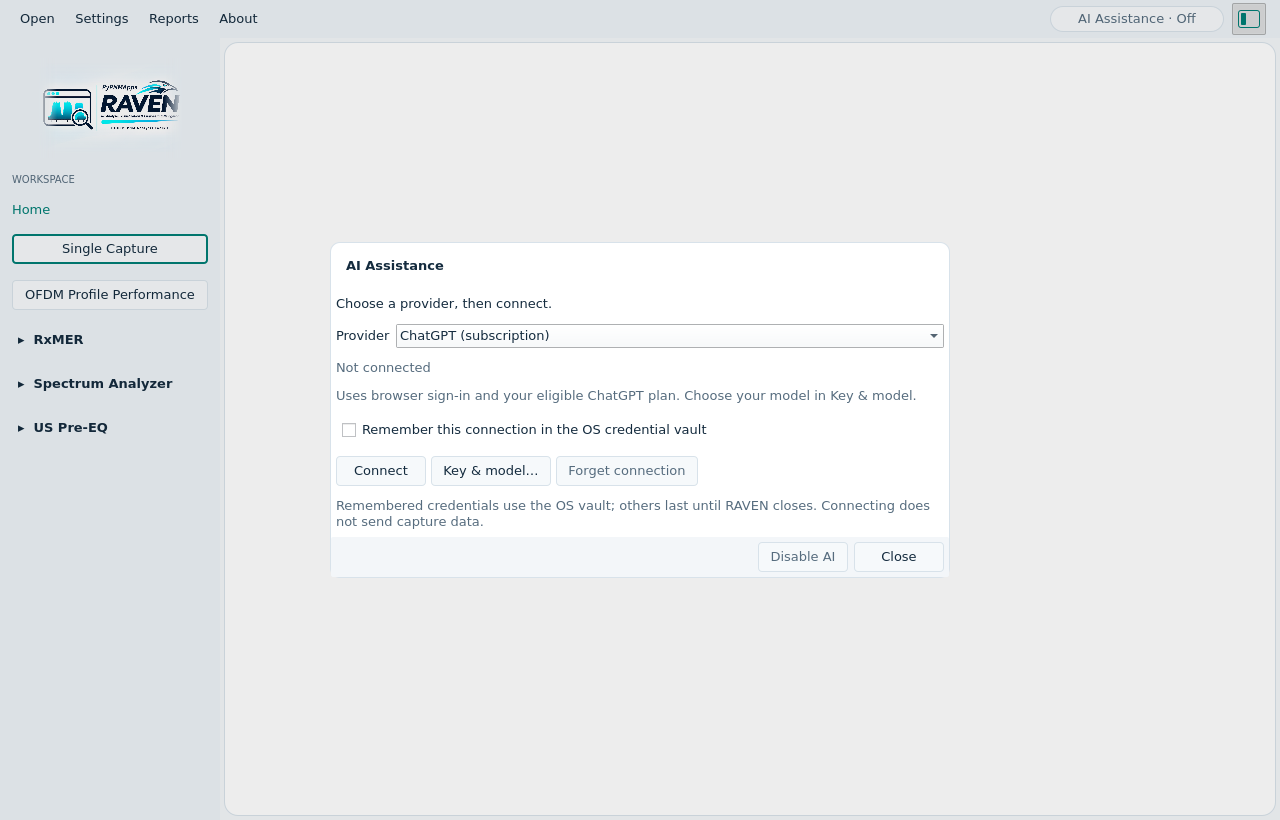 Open Settings Reports About AI Assistance · Off
PyPNMApps
RAVEN
WORKSPACE
Home
Single Capture
OFDM Profile Performance
▸ RxMER
▸ Spectrum Analyzer
▸ US Pre-EQ
AI Assistance
Choose a provider, then connect.
Provider ChatGPT (subscription)
Not connected
Uses browser sign-in and your eligible ChatGPT plan. Choose your model in Key & model.
Remember this connection in the OS credential vault
Connect Key & model... Forget connection
Remembered credentials use the OS vault; others last until RAVEN closes. Connecting does
not send capture data.
Disable AI Close